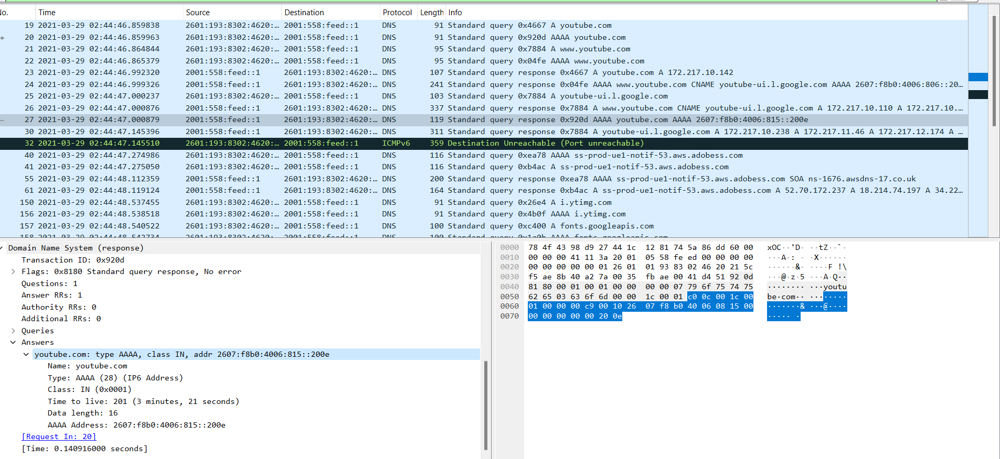 No. Time Source Destination Protocol Length Info
19 2021-03-29 02:44:46.859838 2601:193:8302:4620:… 2001:558:feed::1 DNS 91 Standard query 0x4667 A youtube.com
20 2021-03-29 02:44:46.859963 2601:193:8302:4620:… 2001:558:feed::1 DNS 91 Standard query 0x920d AAAA youtube.com
21 2021-03-29 02:44:46.864844 2601:193:8302:4620:… 2001:558:feed::1 DNS 95 Standard query 0x7884 A www.youtube.com
22 2021-03-29 02:44:46.865379 2601:193:8302:4620:… 2001:558:feed::1 DNS 95 Standard query 0x04fe AAAA www.youtube.com
23 2021-03-29 02:44:46.992320 2001:558:feed::1 2601:193:8302:4620:… DNS 107 Standard query response 0x4667 A youtube.com A 172.217.10.142
24 2021-03-29 02:44:46.999326 2001:558:feed::1 2601:193:8302:4620:… DNS 241 Standard query response 0x04fe AAAA www.youtube.com CNAME youtube-ui.l.google.com AAAA 2607:f8b0:4006:806::20…
25 2021-03-29 02:44:47.000237 2601:193:8302:4620:… 2001:558:feed::1 DNS 103 Standard query 0x7884 A youtube-ui.l.google.com
26 2021-03-29 02:44:47.000876 2001:558:feed::1 2601:193:8302:4620:… DNS 337 Standard query response 0x7884 A www.youtube.com CNAME youtube-ui.l.google.com A 172.217.10.110 A 172.217.10.…
27 2021-03-29 02:44:47.000879 2001:558:feed::1 2601:193:8302:4620:… DNS 119 Standard query response 0x920d AAAA youtube.com AAAA 2607:f8b0:4006:815::200e
30 2021-03-29 02:44:47.145396 2001:558:feed::1 2601:193:8302:4620:… DNS 311 Standard query response 0x7884 A youtube-ui.l.google.com A 172.217.10.238 A 172.217.11.46 A 172.217.12.174 A …
32 2021-03-29 02:44:47.145510 2601:193:8302:4620:… 2001:558:feed::1 ICMPv6 359 Destination Unreachable (Port unreachable)
40 2021-03-29 02:44:47.274986 2601:193:8302:4620:… 2001:558:feed::1 DNS 116 Standard query 0xea78 AAAA ss-prod-ue1-notif-53.aws.adobess.com
41 2021-03-29 02:44:47.275050 2601:193:8302:4620:… 2001:558:feed::1 DNS 116 Standard query 0xb4ac A ss-prod-ue1-notif-53.aws.adobess.com
55 2021-03-29 02:44:48.112359 2001:558:feed::1 2601:193:8302:4620:… DNS 200 Standard query response 0xea78 AAAA ss-prod-ue1-notif-53.aws.adobess.com SOA ns-1676.awsdns-17.co.uk
61 2021-03-29 02:44:48.119124 2001:558:feed::1 2601:193:8302:4620:… DNS 164 Standard query response 0xb4ac A ss-prod-ue1-notif-53.aws.adobess.com A 52.70.172.237 A 18.214.74.197 A 34.22…
150 2021-03-29 02:44:48.537455 2601:193:8302:4620:… 2001:558:feed::1 DNS 91 Standard query 0x26e4 A i.ytimg.com
156 2021-03-29 02:44:48.538518 2601:193:8302:4620:… 2001:558:feed::1 DNS 91 Standard query 0x4b0f AAAA i.ytimg.com
157 2021-03-29 02:44:48.540522 2601:193:8302:4620:… 2001:558:feed::1 DNS 100 Standard query 0xc400 A fonts.googleapis.com
Domain Name System (response)
Transaction ID: 0x920d
Flags: 0x8180 Standard query response, No error
Questions: 1
Answer RRs: 1
Authority RRs: 0
Additional RRs: 0
Queries
Answers
youtube.com: type AAAA, class IN, addr 2607:f8b0:4006:815::200e
Name: youtube.com
Type: AAAA (28) (IP6 Address)
Class: IN (0x0001)
Time to live: 201 (3 minutes, 21 seconds)
Data length: 16
AAAA Address: 2607:f8b0:4006:815::200e
[Request In: 20]
[Time: 0.140916000 seconds]
0000 78 4f 43 98 d9 27 44 1c 12 81 74 5a 86 dd 60 00 xOC··'D· ··tZ··`·
0010 00 00 00 41 11 3a 20 01 05 58 fe ed 00 00 00 00 ···A·: · ·X······
0020 00 00 00 00 00 01 26 01 01 93 83 02 46 20 21 5c ······&· ····F !\
0030 f5 ae 8b 40 a2 7a 00 35 fb ae 00 41 d4 51 92 0d ···@·z·5 ···A·Q··
0040 81 80 00 01 00 01 00 00 00 00 07 79 6f 75 74 75 ········ ···youtu
0050 62 65 03 63 6f 6d 00 00 1c 00 01 c0 0c 00 1c 00 be·com·· ········
0060 01 00 00 00 c9 00 10 26 07 f8 b0 40 06 08 15 00 ·······& ···@····
0070 00 00 00 00 00 20 0e ····· ·